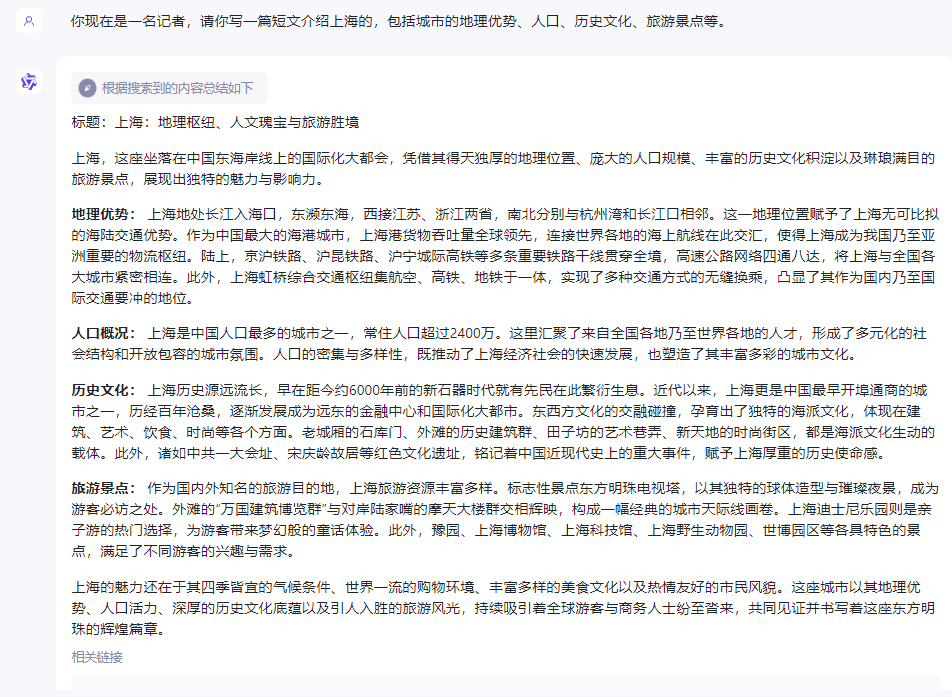 你现在是一名记者，请你写一篇短文介绍上海的，包括城市的地理优势、人口、历史文化、旅游景点等。
根据搜索到的内容总结如下
标题：上海：地理枢纽、人文瑰宝与旅游胜境
上海，这座坐落在中国东海岸线上的国际化大都会，凭借其得天独厚的地理位置、庞大的人口规模、丰富的历史文化积淀以及琳琅满目的
旅游景点，展现出独特的魅力与影响力。
地理优势： 上海地处长江入海口，东濒东海，西接江苏、浙江两省，南北分别与杭州湾和长江口相邻。这一地理位置赋予了上海无可比拟
的海陆交通优势。作为中国最大的海港城市，上海港货物吞吐量全球领先，连接世界各地的海上航线在此交汇，使得上海成为我国乃至亚
洲重要的物流枢纽。陆上，京沪铁路、沪昆铁路、沪宁城际高铁等多条重要铁路干线贯穿全境，高速公路网络四通八达，将上海与全国各
大城市紧密相连。此外，上海虹桥综合交通枢纽集航空、高铁、地铁于一体，实现了多种交通方式的无缝换乘，凸显了其作为国内乃至国
际交通要冲的地位。
人口概况： 上海是中国人口最多的城市之一，常住人口超过2400万。这里汇聚了来自全国各地乃至世界各地的人才，形成了多元化的社
会结构和开放包容的城市氛围。人口的密集与多样性，既推动了上海经济社会的快速发展，也塑造了其丰富多彩的城市文化。
历史文化： 上海历史源远流长，早在距今约6000年前的新石器时代就有先民在此繁衍生息。近代以来，上海更是中国最早开埠通商的城
市之一，历经百年沧桑，逐渐发展成为远东的金融中心和国际化大都市。东西方文化的交融碰撞，孕育出了独特的海派文化，体现在建
筑、艺术、饮食、时尚等各个方面。老城厢的石库门、外滩的历史建筑群、田子坊的艺术巷弄、新天地的时尚街区，都是海派文化生动的
载体。此外，诸如中共一大会址、宋庆龄故居等红色文化遗址，铭记着中国近现代史上的重大事件，赋予上海厚重的历史使命感。
旅游景点： 作为国内外知名的旅游目的地，上海旅游资源丰富多样。标志性景点东方明珠电视塔，以其独特的球体造型与璀璨夜景，成为
游客必访之处。外滩的“万国建筑博览群”与对岸陆家嘴的摩天大楼群交相辉映，构成一幅经典的城市天际线画卷。上海迪士尼乐园则是亲
子游的热门选择，为游客带来梦幻般的童话体验。此外，豫园、上海博物馆、上海科技馆、上海野生动物园、世博园区等各具特色的景
点，满足了不同游客的兴趣与需求。
上海的魅力还在于其四季皆宜的气候条件、世界一流的购物环境、丰富多样的美食文化以及热情友好的市民风貌。这座城市以其地理优
势、人口活力、深厚的历史文化底蕴以及引人入胜的旅游风光，持续吸引着全球游客与商务人士纷至沓来，共同见证并书写着这座东方明
珠的辉煌篇章。
相关链接